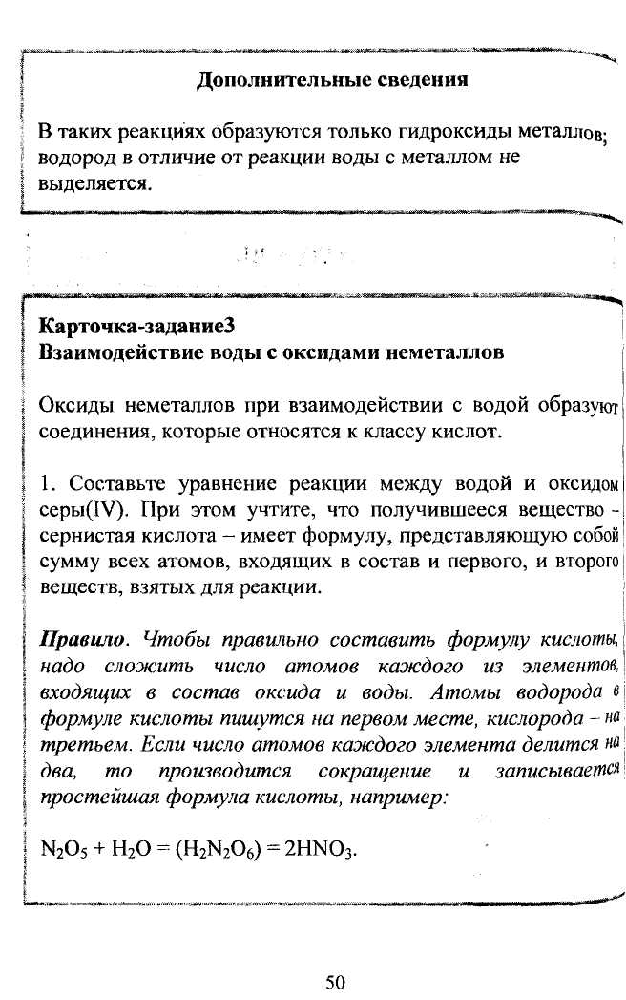 Дополнительные сведения
В таких реакциях образуются только гидроксиды металлов;
водород в отличие от реакции воды с металлом не
выделяется.
Карточка-задание3
Взаимодействие воды с оксидами неметаллов
Оксиды неметаллов при взаимодействии с водой образуют
соединения, которые относятся к классу кислот.
1. Составьте уравнение реакции между водой и оксидом
серы(IV). При этом учтите, что получившееся вещество -
сернистая кислота – имеет формулу, представляющую собой
сумму всех атомов, входящих в состав и первого, и второго
веществ, взятых для реакции.
Правило. Чтобы правильно составить формулу кислоты,
надо сложить число атомов каждого из элементов,
входящих в состав оксида и воды. Атомы водорода в
формуле кислоты пишутся на первом месте, кислорода – на
третьем. Если число атомов каждого элемента делится на
два, то производится сокращение и записывается
простейшая формула кислоты, например:
N₂O₅ + H₂O = (H₂N₂O₆) = 2HNO₃.
50